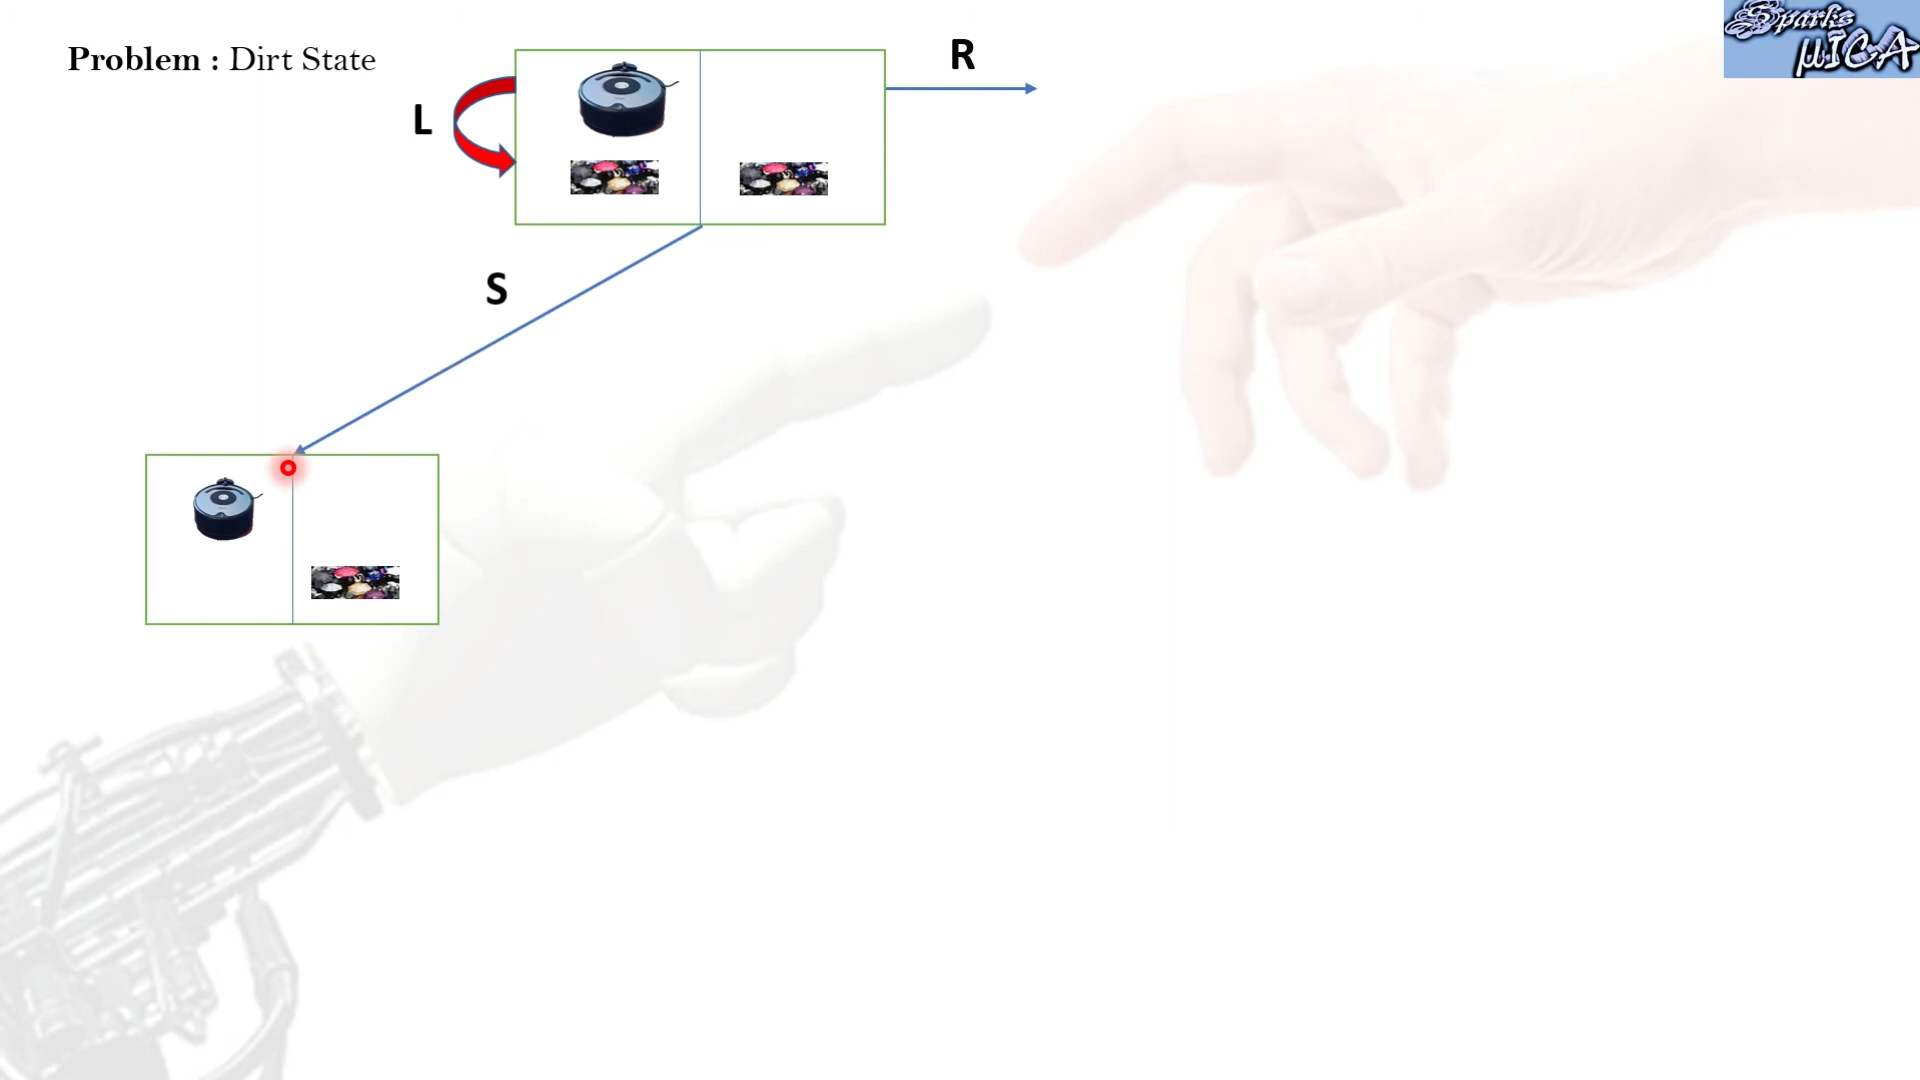 Problem : Dirt State
R
L
S
Sparks
µICA